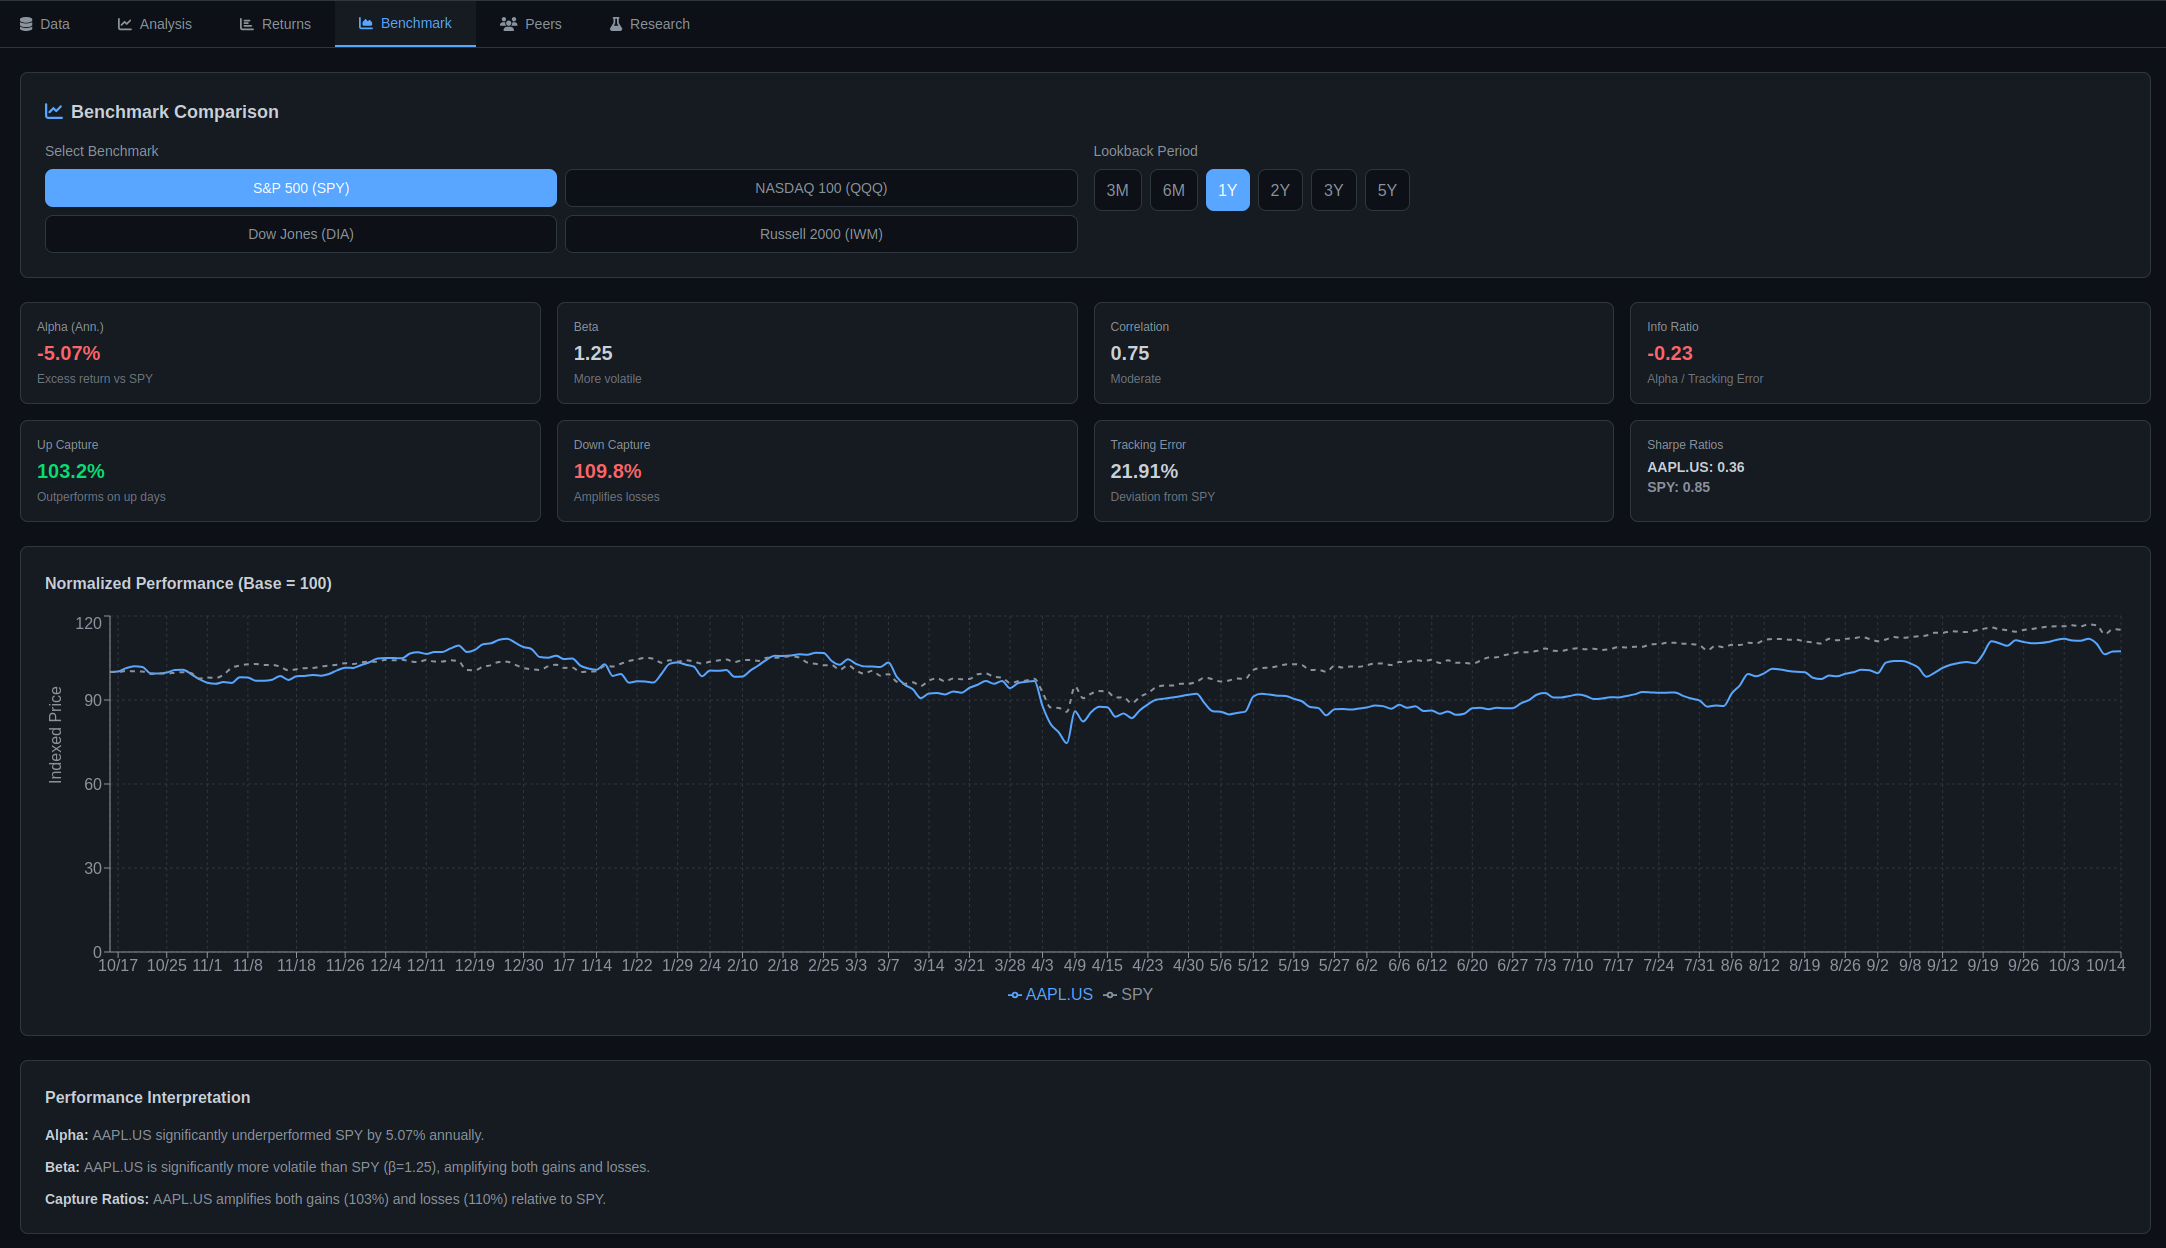 Data Analysis Returns Benchmark Peers Research
Benchmark Comparison
Select Benchmark
S&P 500 (SPY)
NASDAQ 100 (QQQ)
Dow Jones (DIA)
Russell 2000 (IWM)
Lookback Period
3M 6M 1Y 2Y 3Y 5Y
Alpha (Ann.)
-5.07%
Excess return vs SPY
Beta
1.25
More volatile
Correlation
0.75
Moderate
Info Ratio
-0.23
Alpha / Tracking Error
Up Capture
103.2%
Outperforms on up days
Down Capture
109.8%
Amplifies losses
Tracking Error
21.91%
Deviation from SPY
Sharpe Ratios
AAPL.US: 0.36
SPY: 0.85
Normalized Performance (Base = 100)
Indexed Price
120
90
60
30
0
10/17 10/25 11/1 11/8 11/18 11/26 12/4 12/11 12/19 12/30 1/7 1/14 1/22 1/29 2/4 2/10 2/18 2/25 3/3 3/7 3/14 3/21 3/28 4/3 4/9 4/15 4/23 4/30 5/6 5/12 5/19 5/27 6/2 6/6 6/12 6/20 6/27 7/3 7/10 7/17 7/24 7/31 8/6 8/12 8/19 8/26 9/2 9/8 9/12 9/19 9/26 10/3 10/14
AAPL.US SPY
Performance Interpretation
Alpha: AAPL.US significantly underperformed SPY by 5.07% annually.
Beta: AAPL.US is significantly more volatile than SPY (β=1.25), amplifying both gains and losses.
Capture Ratios: AAPL.US amplifies both gains (103%) and losses (110%) relative to SPY.